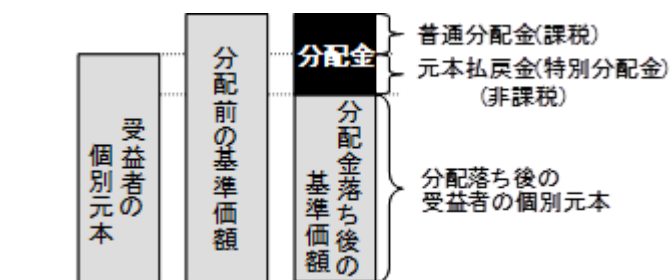 受益者の
個別元本
分配前の基準価額
分配金
分配金落ち後の
基準価額
普通分配金(課税)
元本払戻金(特別分配金)
(非課税)
分配落ち後の
受益者の個別元本